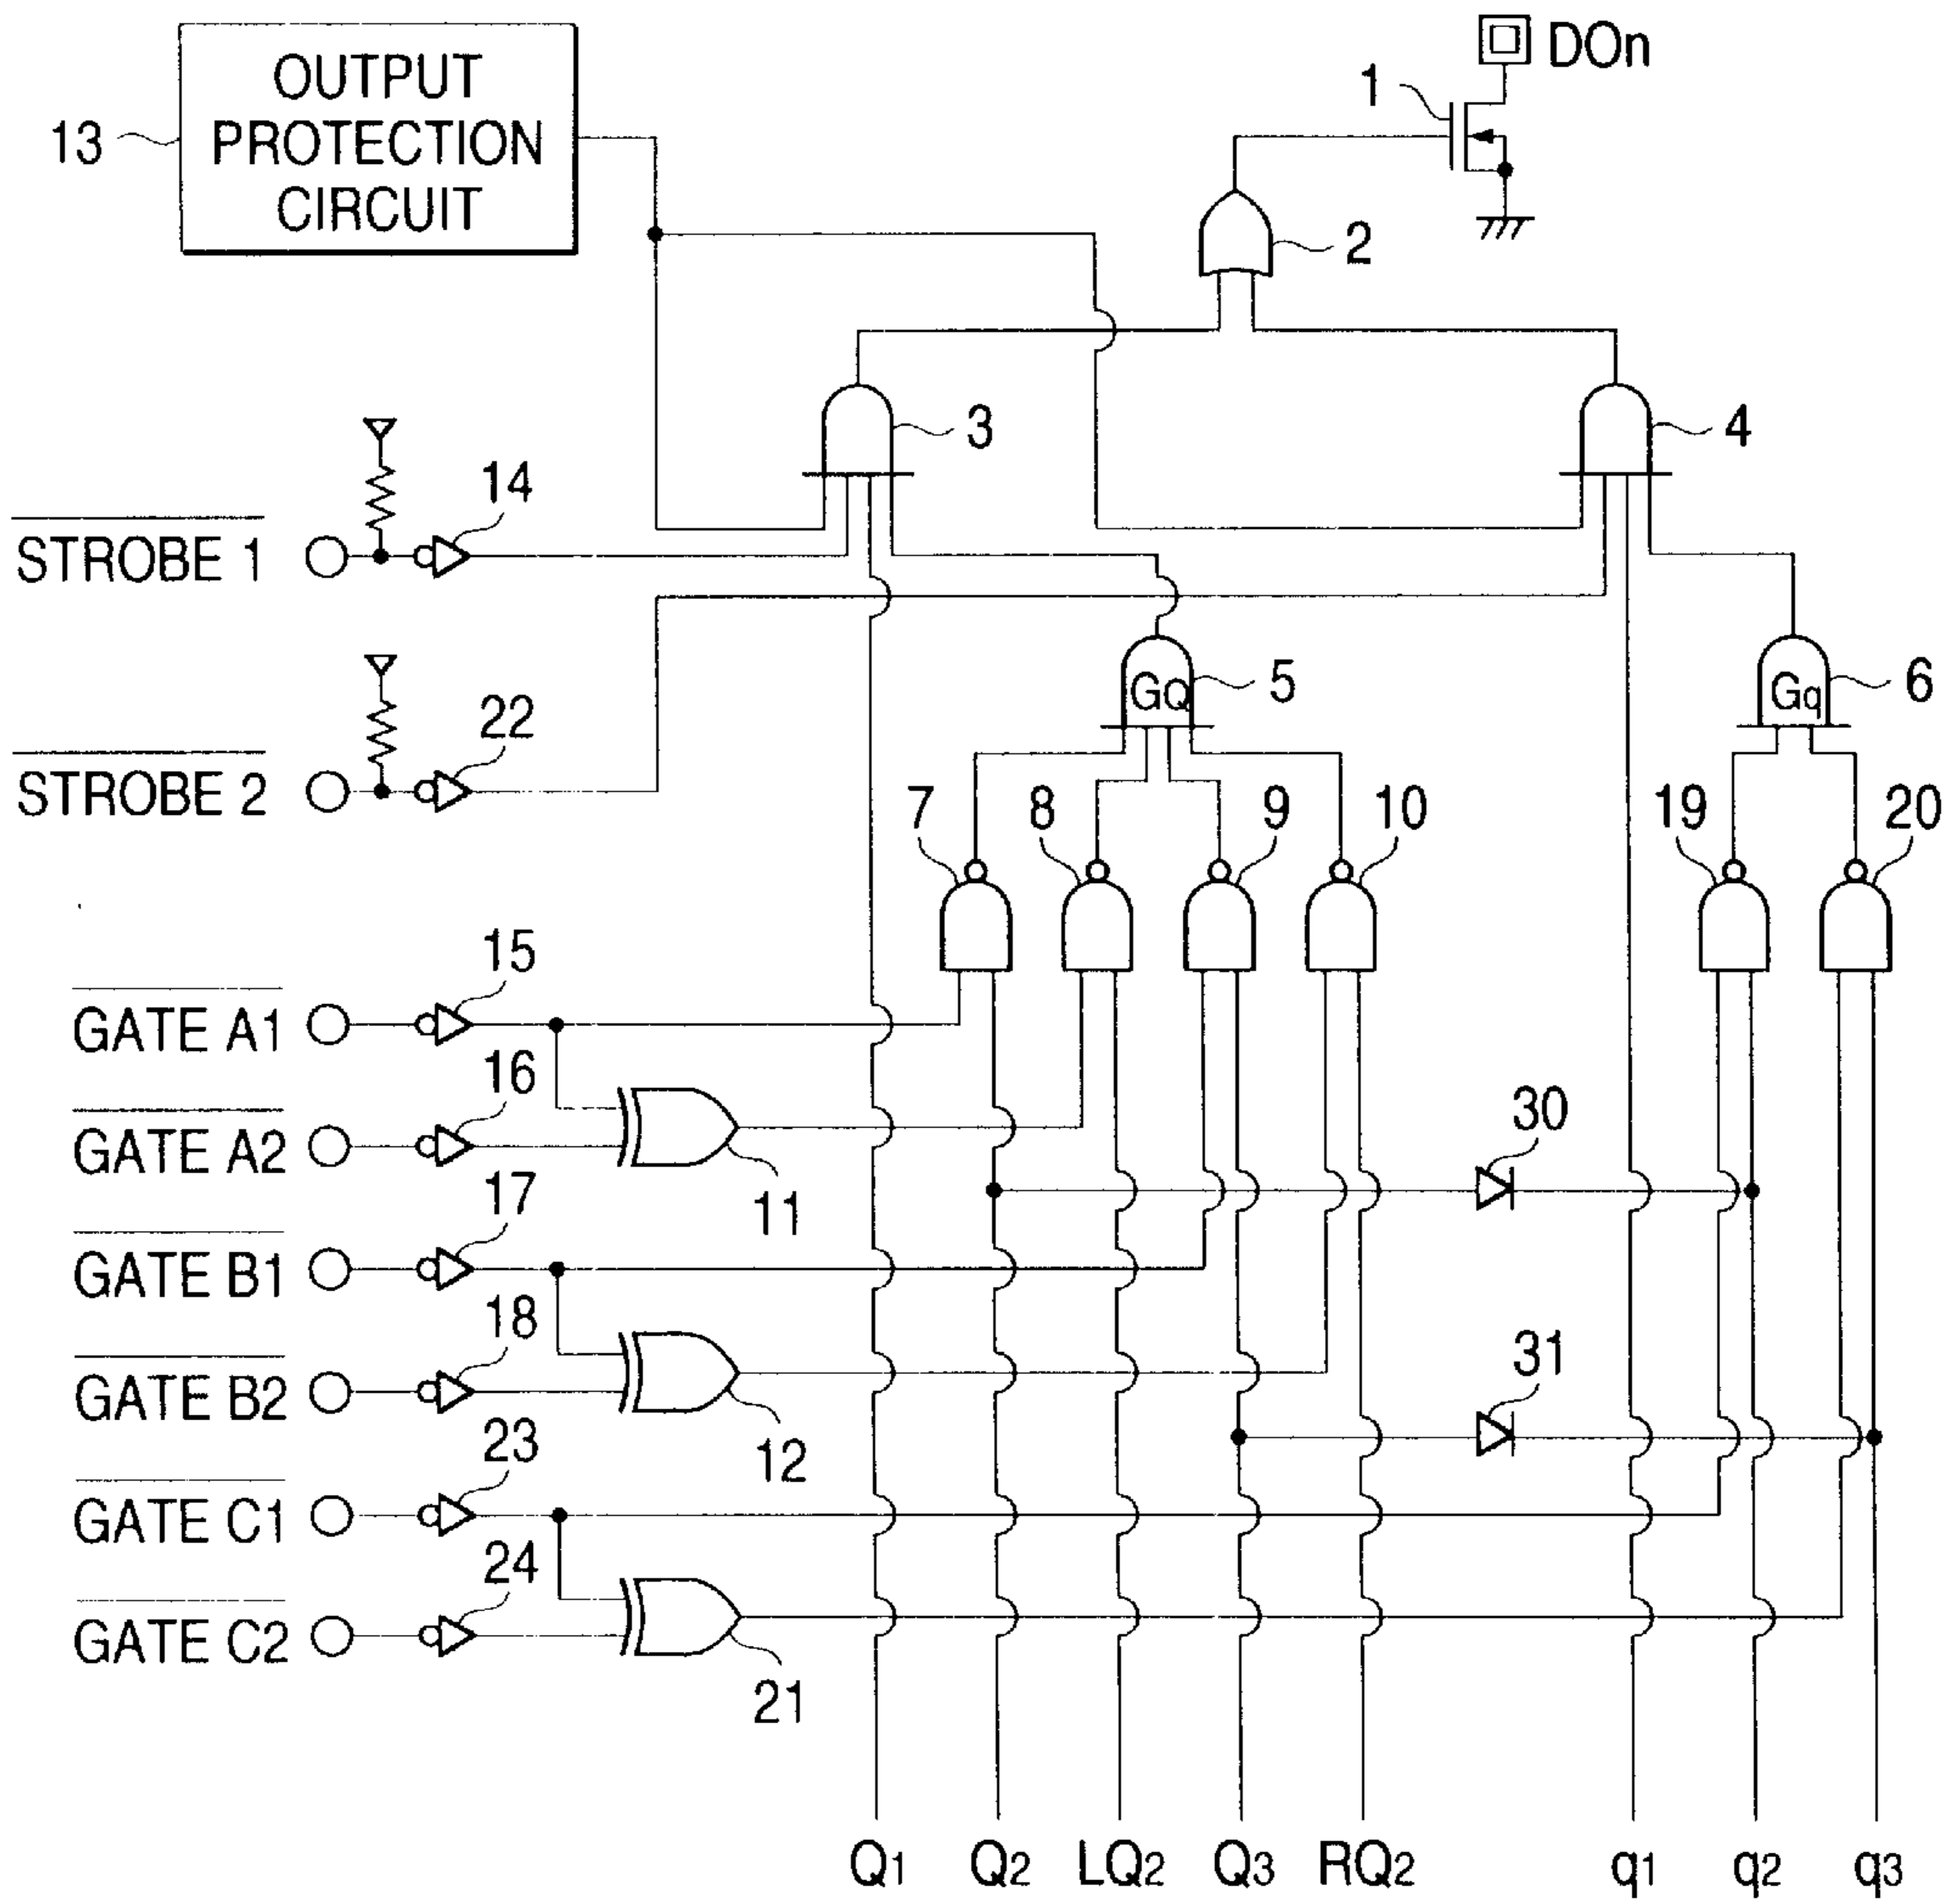 OUTPUT
PROTECTION
CIRCUIT
13
DOn
1
2
3
4
STROBE 1
14
STROBE 2
22
GQ
5
Gq
6
7
8
9
10
19
20
GATE A1
15
GATE A2
16
11
30
GATE B1
17
GATE B2
18
12
31
GATE C1
23
GATE C2
24
21
Q1
Q2
LQ2
Q3
RQ2
q1
q2
q3